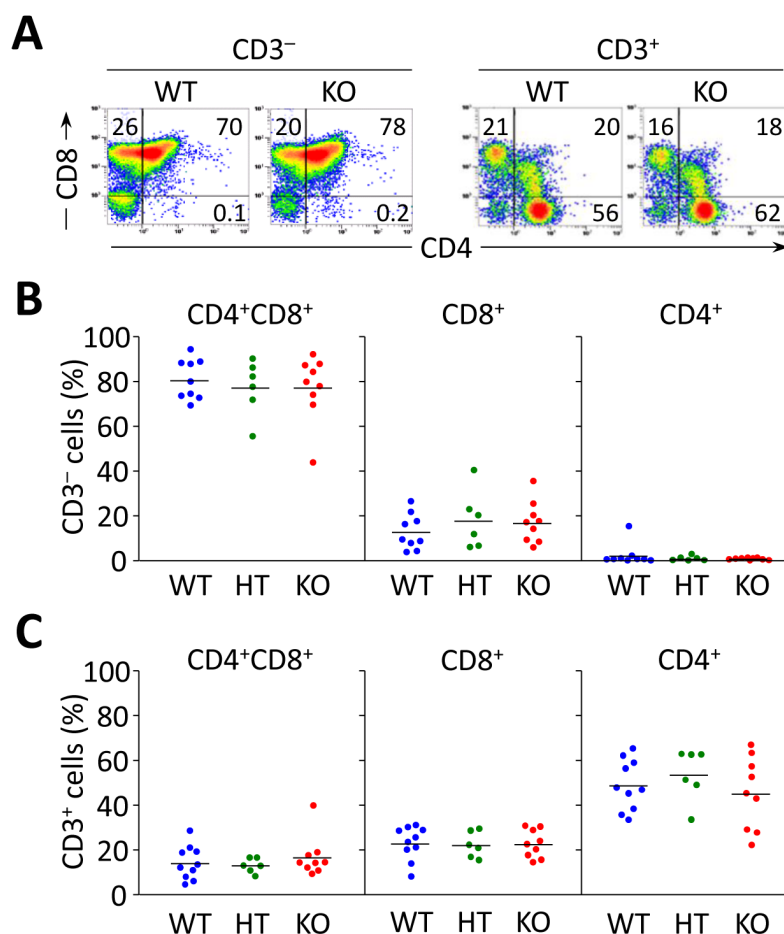 A
CD3⁻ CD3⁺
WT KO WT KO
26 70 20 78 21 20 16 18
0.1 0.2 56 62
— CD8 →
CD4
B
CD4⁺CD8⁺ CD8⁺ CD4⁺
CD3⁻ cells (%)
100
80
60
40
20
0
WT HT KO WT HT KO WT HT KO
C
CD4⁺CD8⁺ CD8⁺ CD4⁺
CD3⁺ cells (%)
100
80
60
40
20
0
WT HT KO WT HT KO WT HT KO